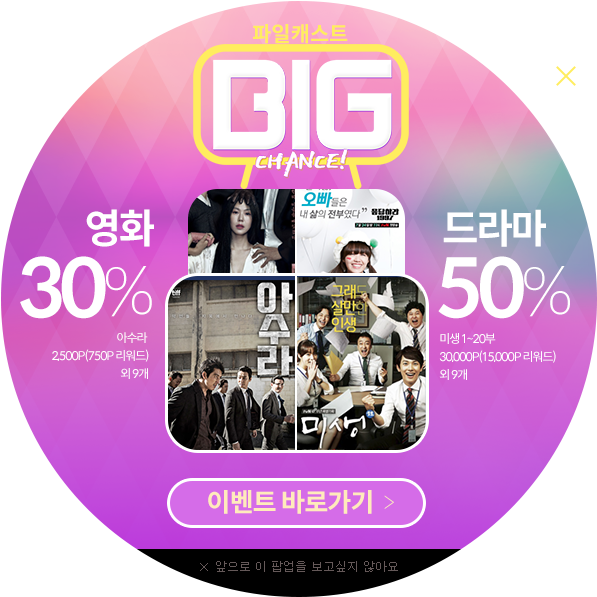 파일캐스트
BIG
CHANCE!
영화
30%
아수라
2,500P(750P 리워드)
외 9개
드라마
50%
미생 1~20부
30,000P(15,000P 리워드)
외 9개
오빠들은
내 삶의 전부였다”
응답하라
1997
tiff
아수라
그래도
살만한
인생
미생
이벤트 바로가기 >
× 앞으로 이 팝업을 보고싶지 않아요